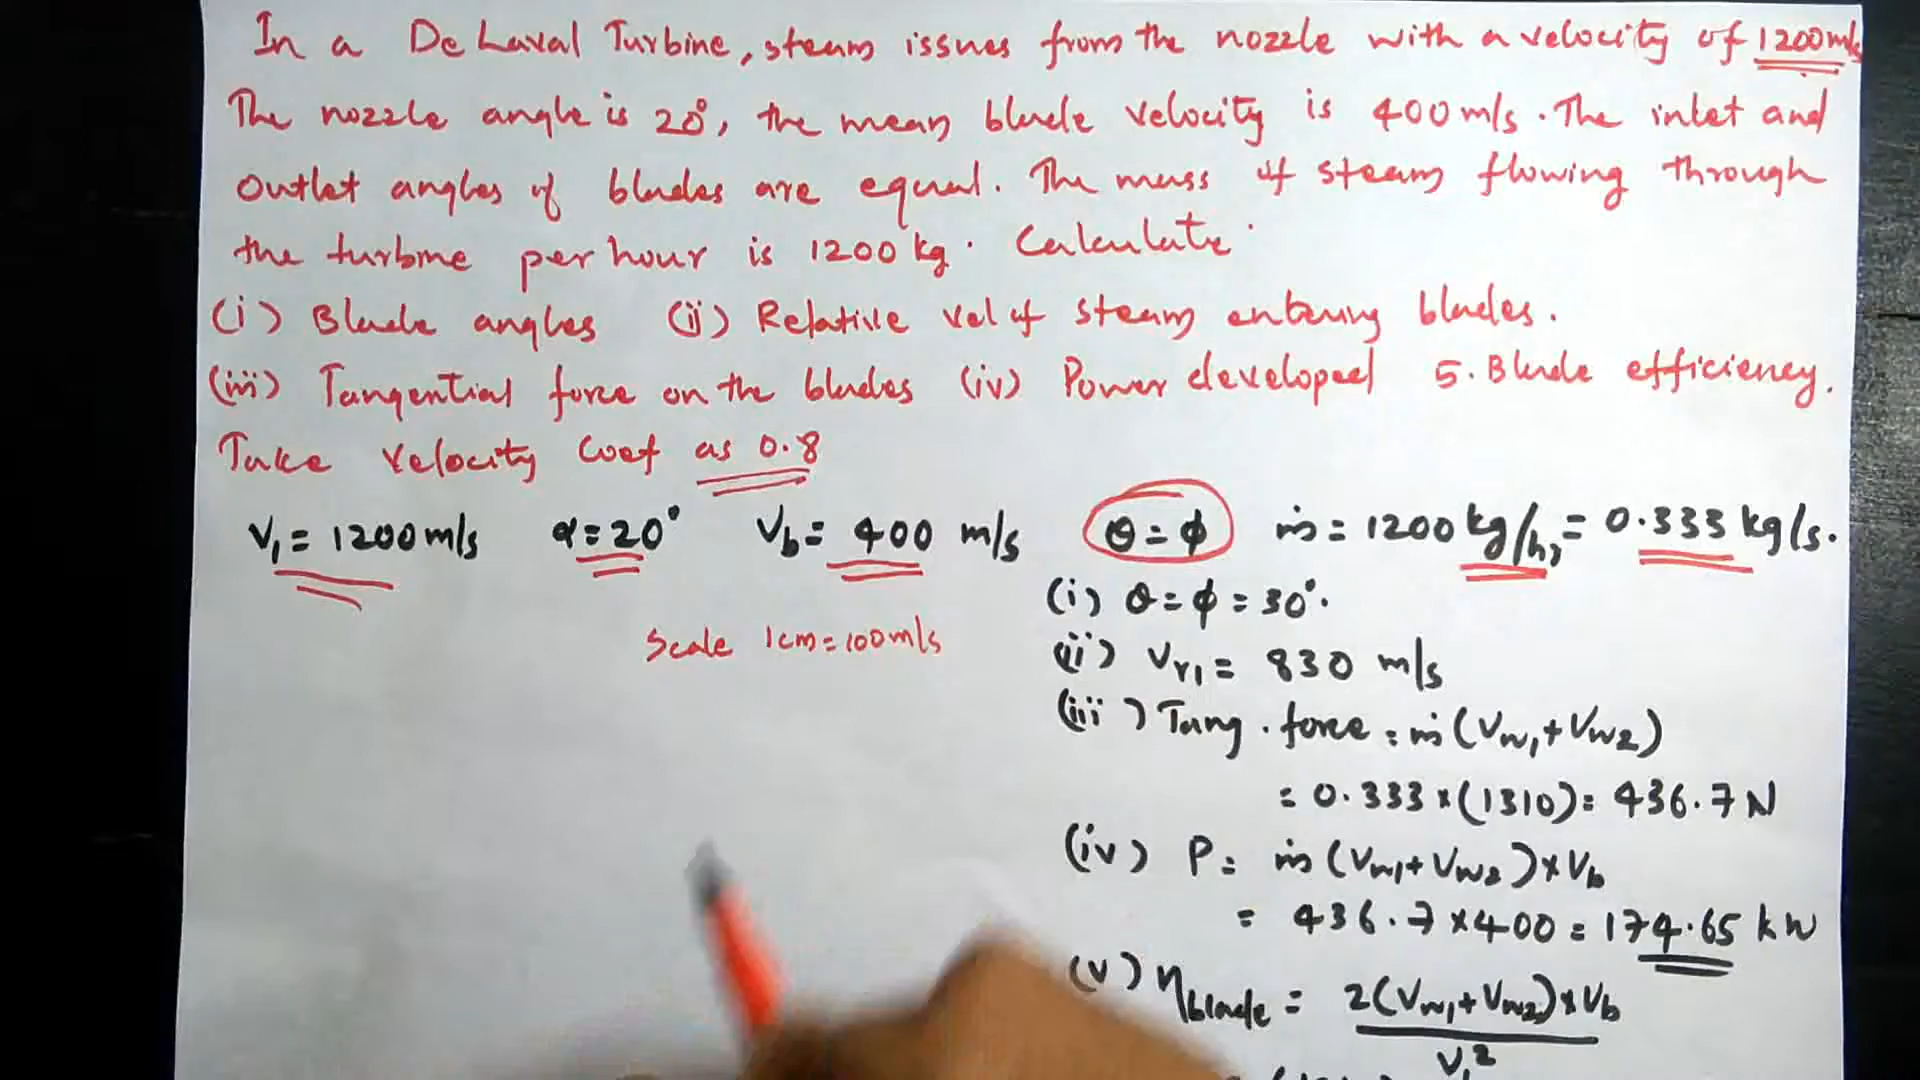 In a De Laval Turbine, steam issues from the nozzle with a velocity of 1200 m/s
The nozzle angle is 20°, the mean blade velocity is 400 m/s. The inlet and
outlet angles of blades are equal. The mass of steam flowing through
the turbine per hour is 1200 kg. Calculate
(i) Blade angles (ii) Relative vel of steam entering blades.
(iii) Tangential force on the blades (iv) Power developed 5. Blade efficiency.
Take velocity coef as 0.8
V₁ = 1200 m/s α = 20° Vb = 400 m/s θ = ϕ ṁ = 1200 kg/h, = 0.333 kg/s.
(i) θ = ϕ = 30°.
Scale 1cm = 100 m/s
(ii) Vr₁ = 830 m/s
(iii) Tang. force = ṁ (Vw₁ + Vw₂)
= 0.333 × (1310) = 436.7 N
(iv) P = ṁ (Vw₁ + Vw₂) × Vb
= 436.7 × 400 = 174.65 kW
(v) ηblade = 2(Vw₁ + Vw₂) × Vb
V₁²